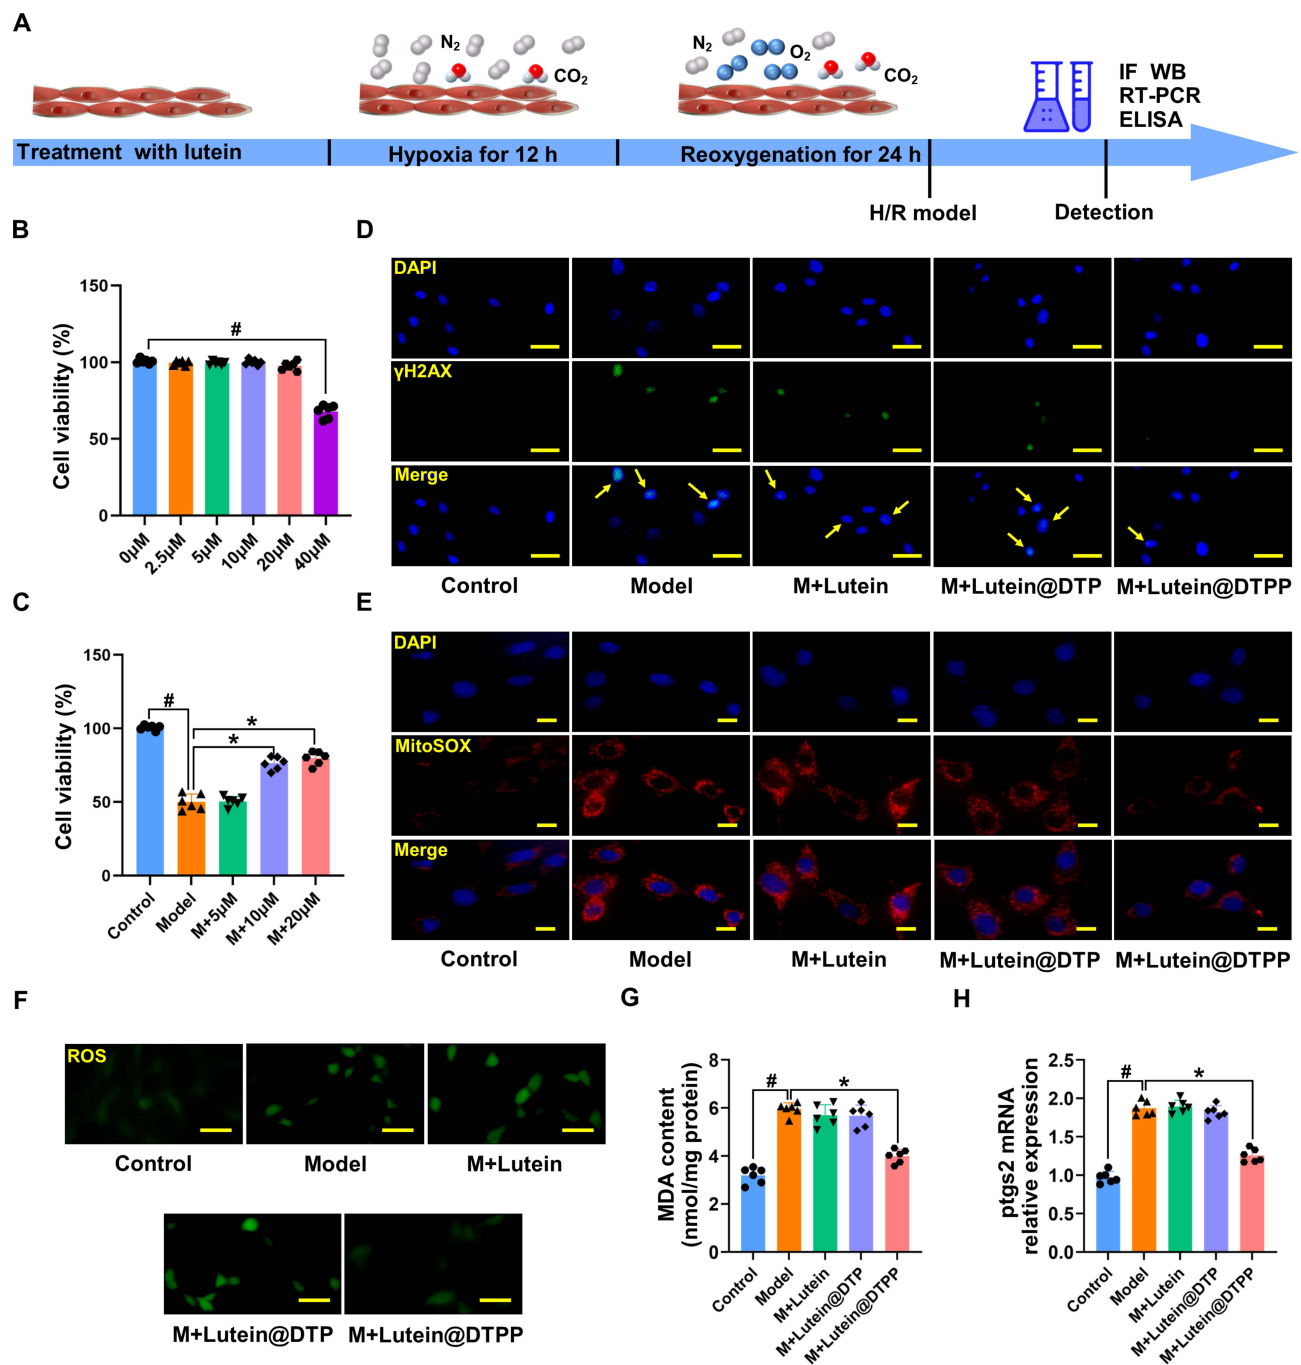 A
N2
CO2
N2
O2
CO2
IF WB
RT-PCR
ELISA
Treatment with lutein
Hypoxia for 12 h
Reoxygenation for 24 h
H/R model
Detection
B
Cell viability (%)
150
100
50
0
#
0μM
2.5μM
5μM
10μM
20μM
40μM
C
Cell viability (%)
150
100
50
0
#
*
*
Control
Model
M+5μM
M+10μM
M+20μM
D
DAPI
γH2AX
Merge
Control
Model
M+Lutein
M+Lutein@DTP
M+Lutein@DTPP
E
DAPI
MitoSOX
Merge
Control
Model
M+Lutein
M+Lutein@DTP
M+Lutein@DTPP
F
ROS
Control
Model
M+Lutein
M+Lutein@DTP
M+Lutein@DTPP
G
MDA content
(nmol/mg protein)
8
6
4
2
0
#
*
Control
Model
M+Lutein
M+Lutein@DTP
M+Lutein@DTPP
H
ptgs2 mRNA
relative expression
2.5
2.0
1.5
1.0
0.5
0.0
#
*
Control
Model
M+Lutein
M+Lutein@DTP
M+Lutein@DTPP